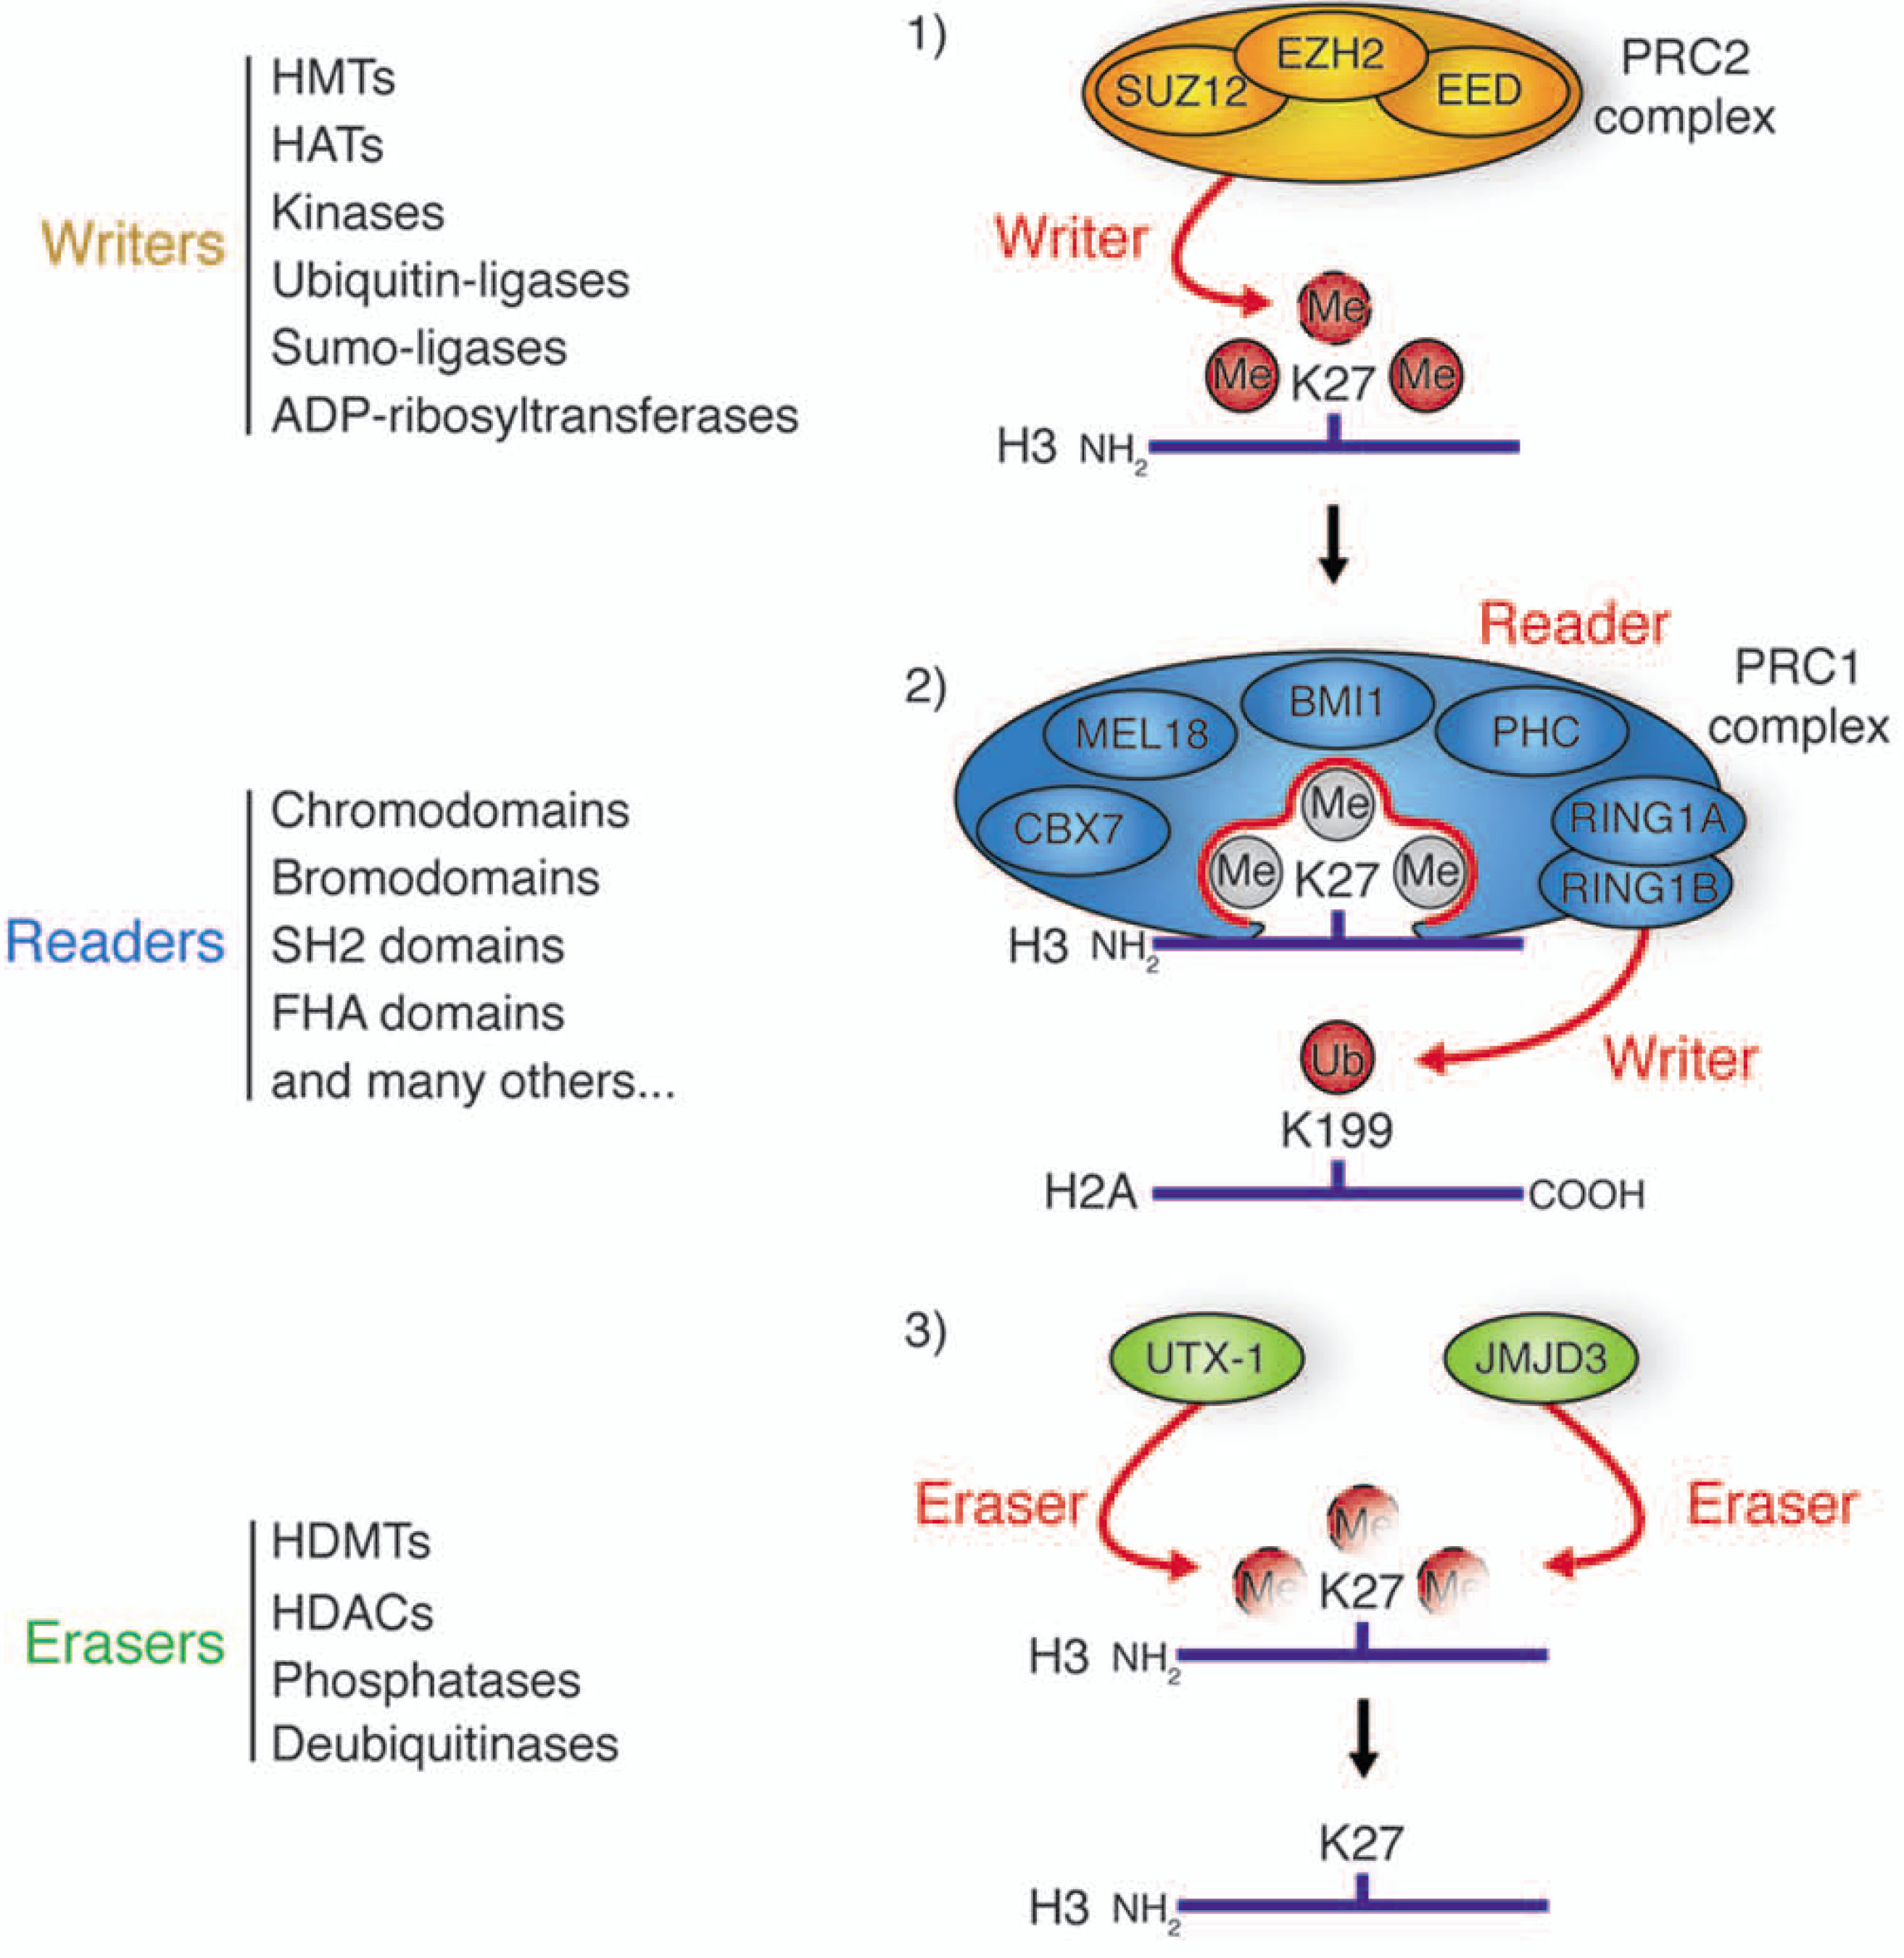 Writers
HMTs
HATs
Kinases
Ubiquitin-ligases
Sumo-ligases
ADP-ribosyltransferases
1)
SUZ12
EZH2
EED
PRC2
complex
Writer
Me
Me K27 Me
H3 NH2
Readers
Chromodomains
Bromodomains
SH2 domains
FHA domains
and many others...
Reader
2)
PRC1
complex
MEL18
BMI1
PHC
CBX7
RING1A
RING1B
Me
Me K27 Me
H3 NH2
Ub
Writer
K199
H2A COOH
Erasers
HDMTs
HDACs
Phosphatases
Deubiquitinases
3)
UTX-1
JMJD3
Eraser
Eraser
Me
Me K27 Me
H3 NH2
K27
H3 NH2